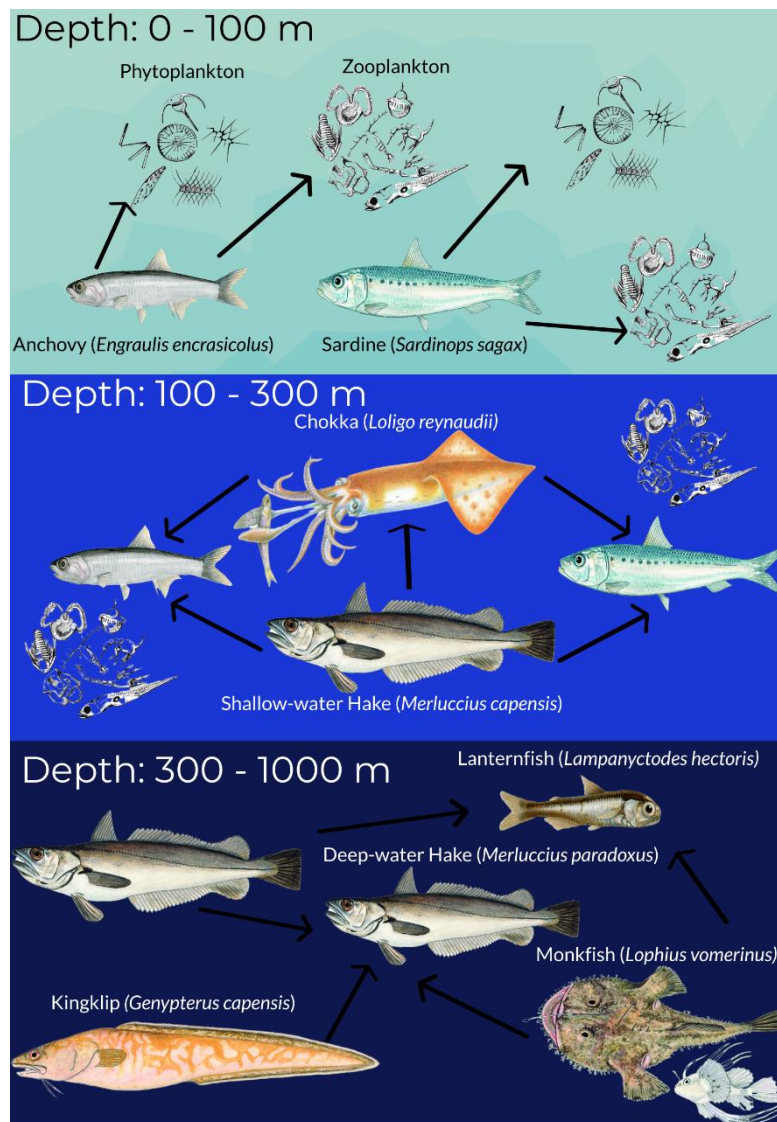 Depth: 0 - 100 m
Phytoplankton
Zooplankton
Anchovy (Engraulis encrasicolus)
Sardine (Sardinops sagax)
Depth: 100 - 300 m
Chokka (Loligo reynaudii)
Shallow-water Hake (Merluccius capensis)
Depth: 300 - 1000 m
Lanternfish (Lampanyctodes hectoris)
Deep-water Hake (Merluccius paradoxus)
Monkfish (Lophius vomerinus)
Kingklip (Genypterus capensis)